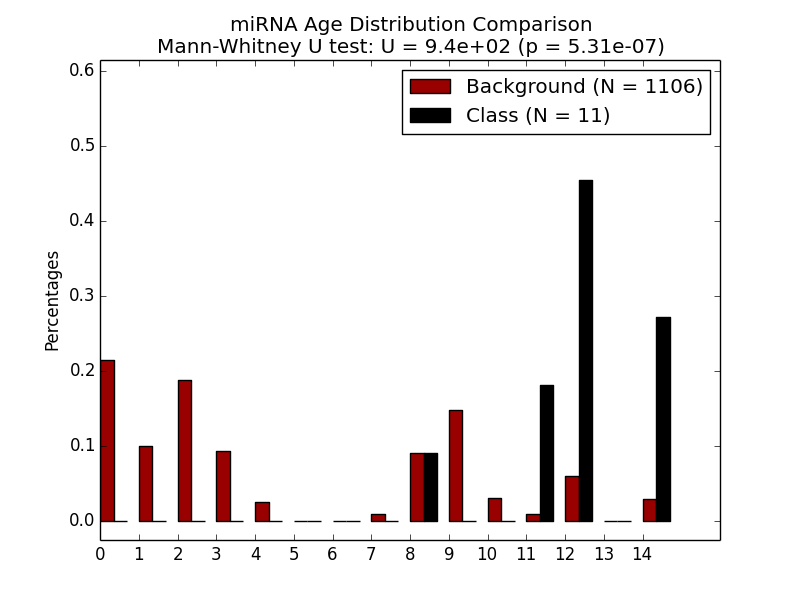 miRNA Age Distribution Comparison
Mann-Whitney U test: U = 9.4e+02 (p = 5.31e-07)
Background (N = 1106)
Class (N = 11)
Percentages
0.6
0.5
0.4
0.3
0.2
0.1
0.0
0 1 2 3 4 5 6 7 8 9 10 11 12 13 14